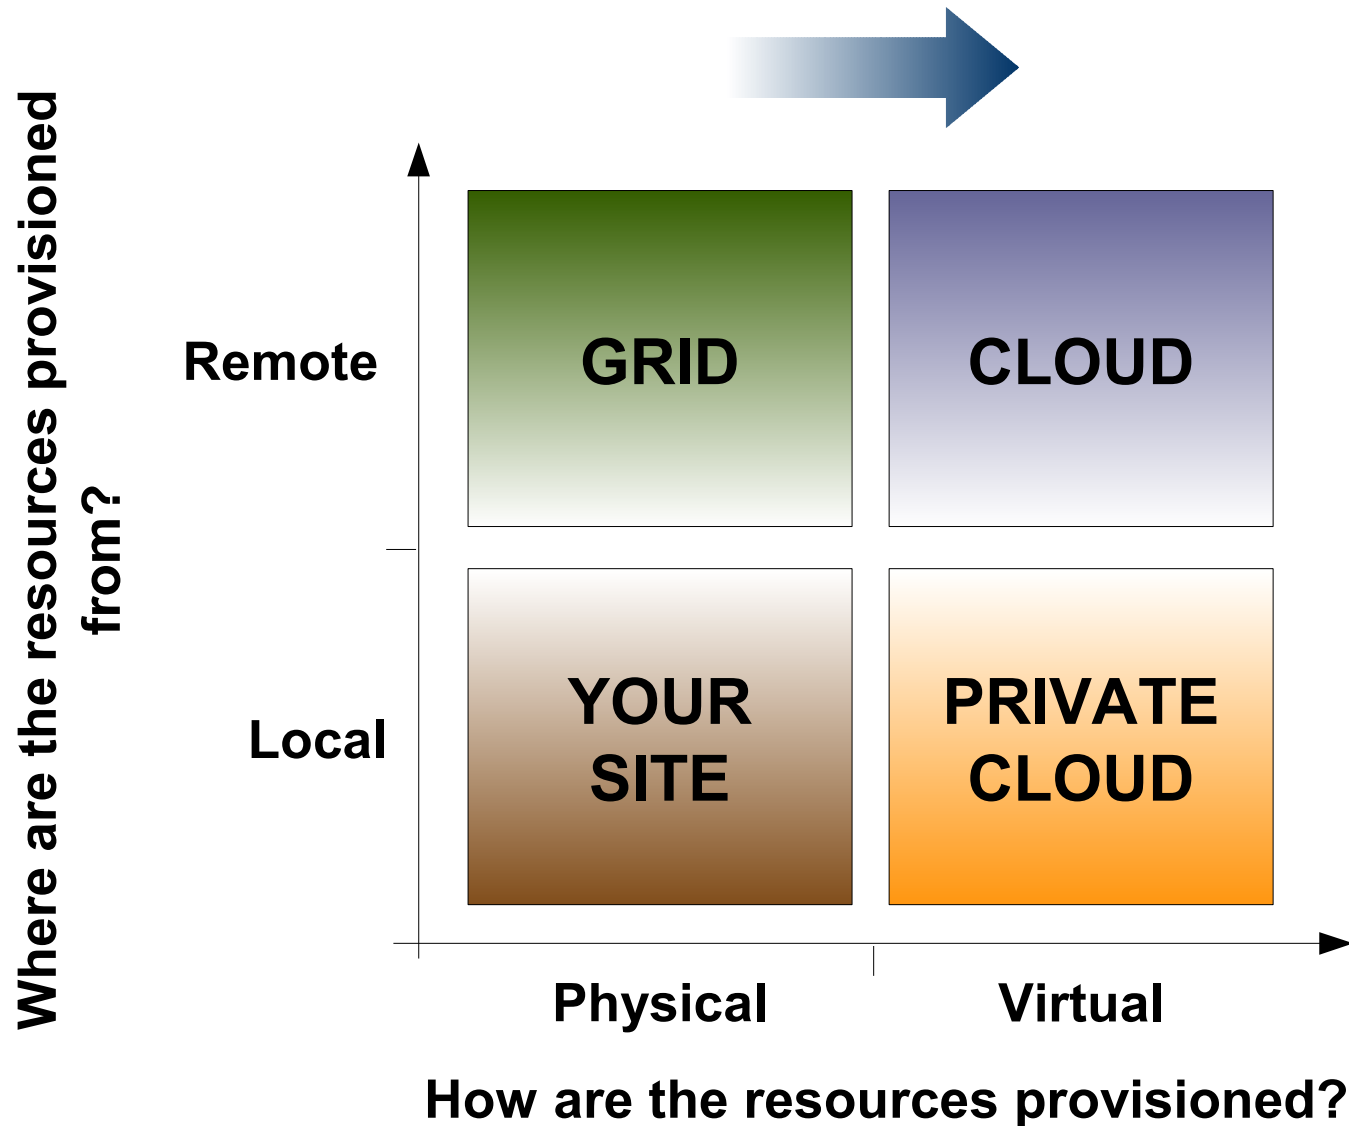 Where are the resources provisioned
from?
Remote
GRID
CLOUD
Local
YOUR
SITE
PRIVATE
CLOUD
Physical
Virtual
How are the resources provisioned?